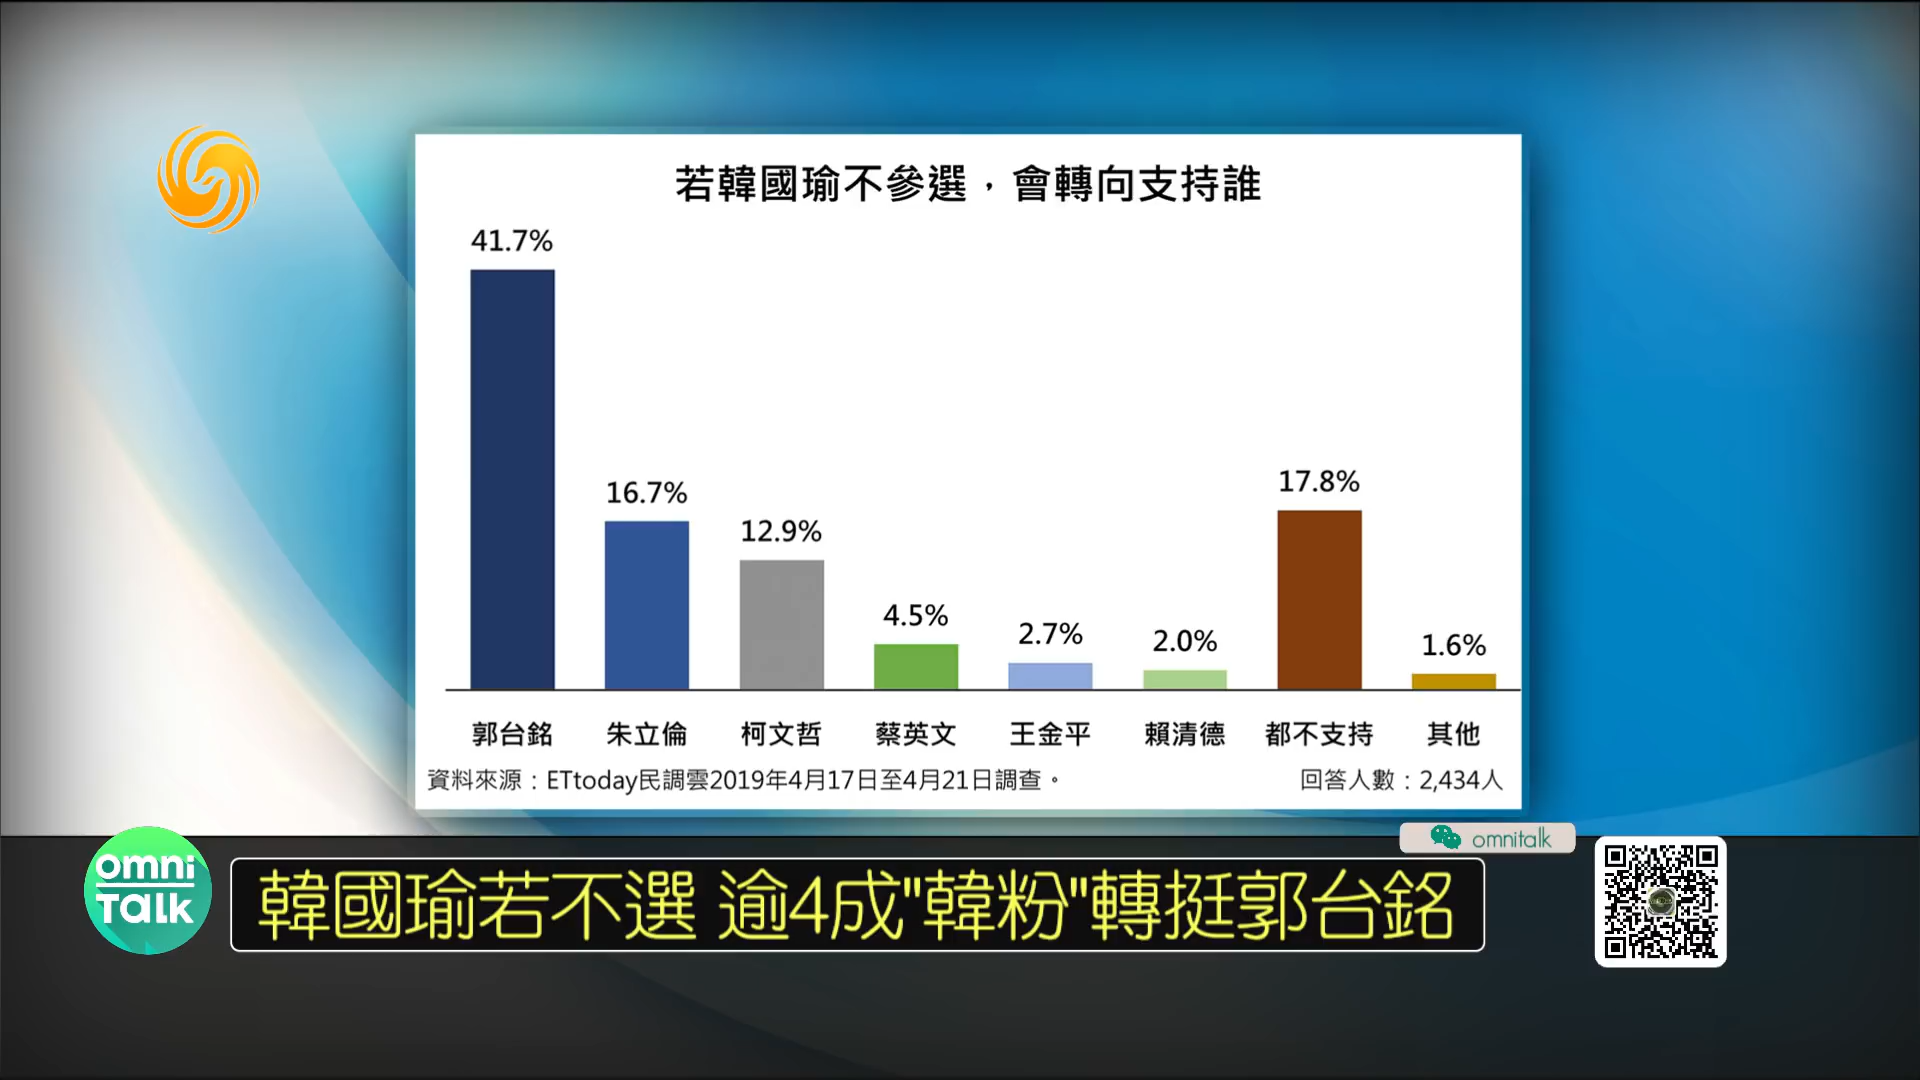 若韓國瑜不參選，會轉向支持誰
41.7%
16.7%
12.9%
4.5%
2.7%
2.0%
17.8%
1.6%
郭台銘
朱立倫
柯文哲
蔡英文
王金平
賴清德
都不支持
其他
資料來源：ETtoday民調雲2019年4月17日至4月21日調查。
回答人數：2,434人
omnitalk
omni
Talk
韓國瑜若不選 逾4成"韓粉"轉挺郭台銘